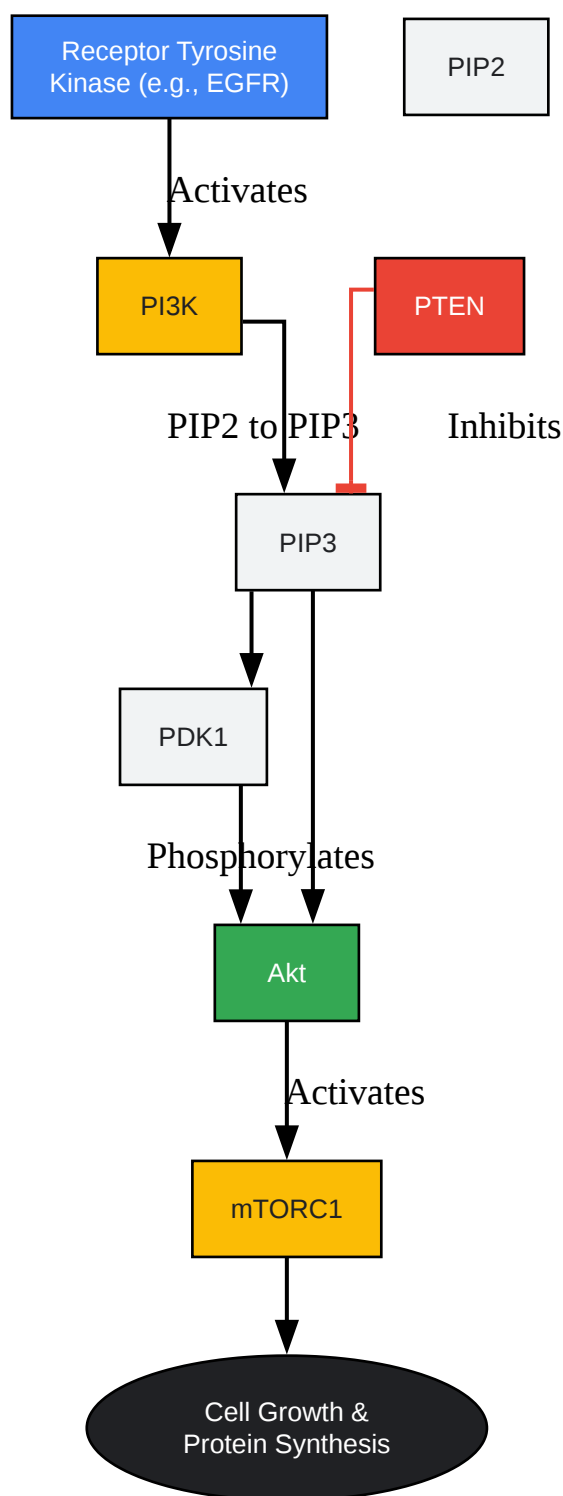 Receptor Tyrosine
Kinase (e.g., EGFR)
PIP2
Activates
PI3K
PTEN
PIP2 to PIP3
Inhibits
PIP3
PDK1
Phosphorylates
Akt
Activates
mTORC1
Cell Growth &
Protein Synthesis